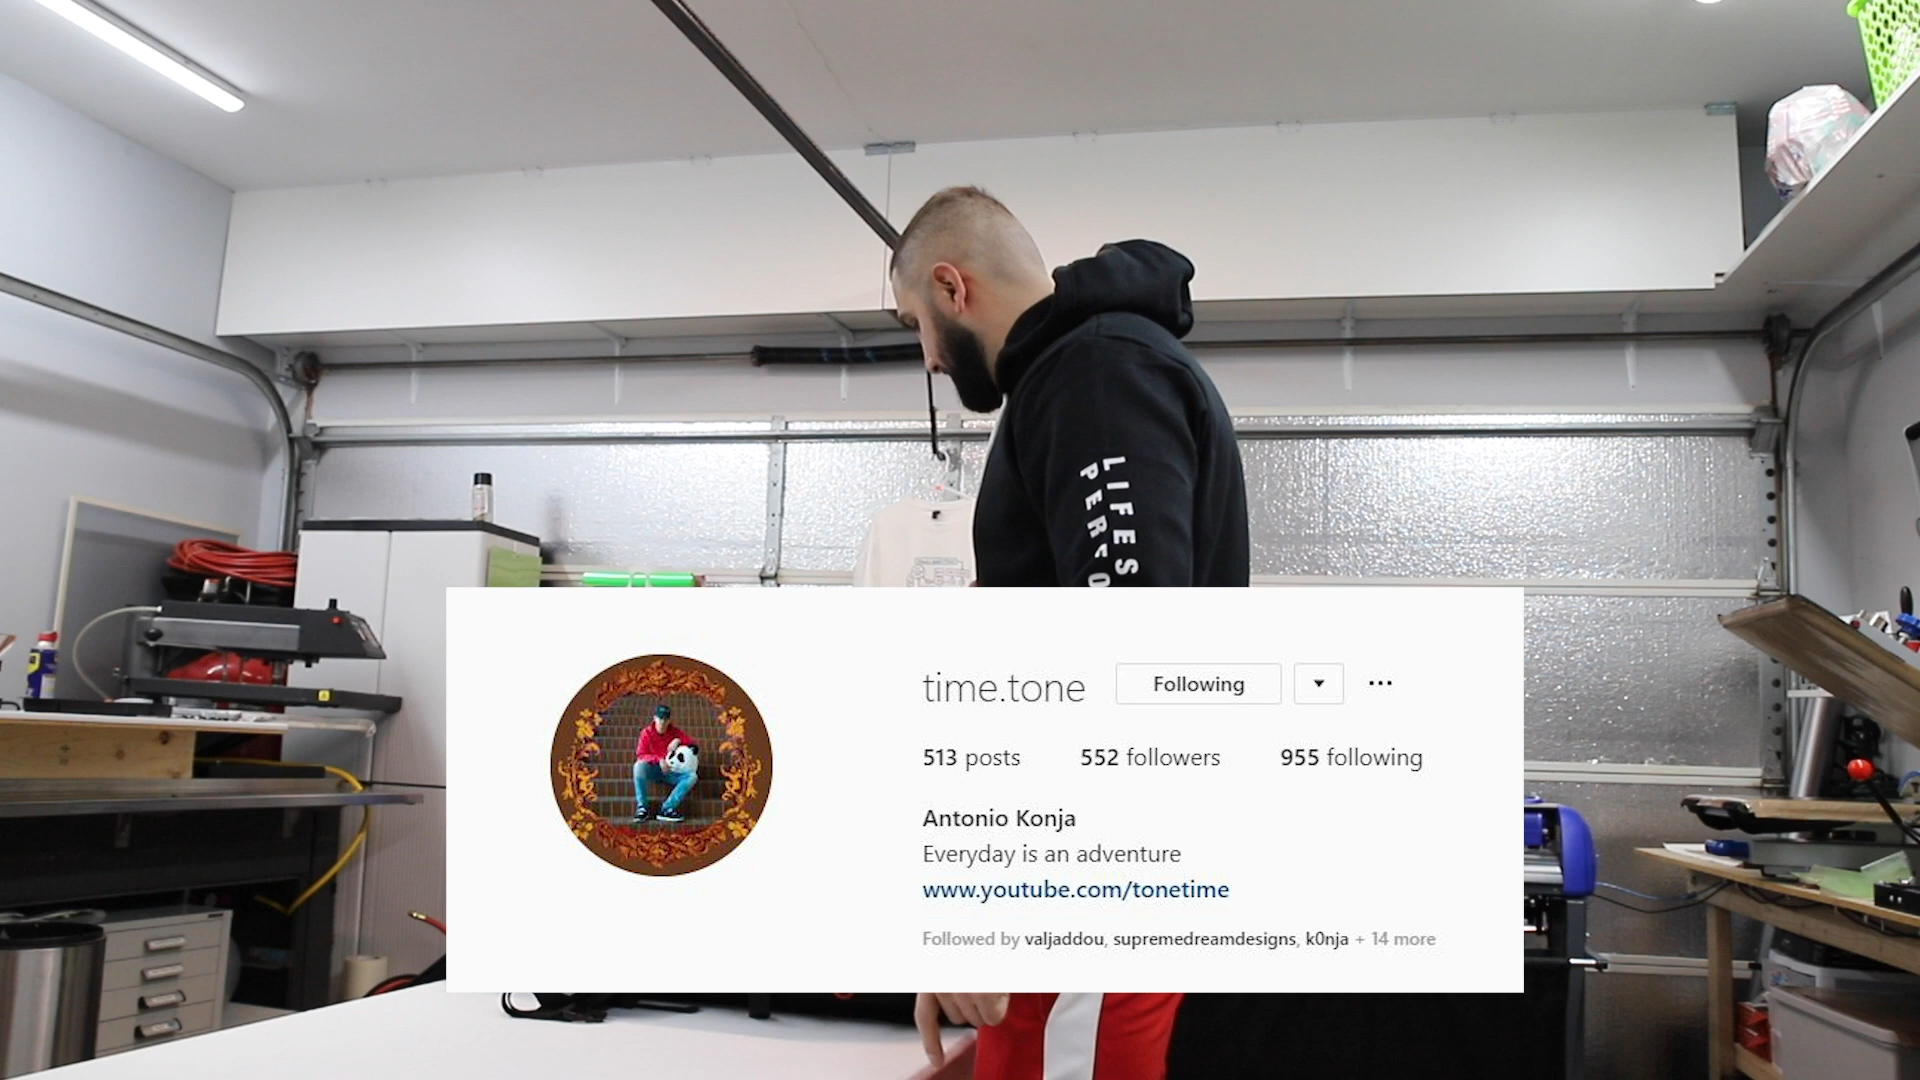 LIFES
time.tone
Following
513 posts 552 followers 955 following
Antonio Konja
Everyday is an adventure
www.youtube.com/tonetime
Followed by valjaddou, supremedreamdesigns, k0nja + 14 more